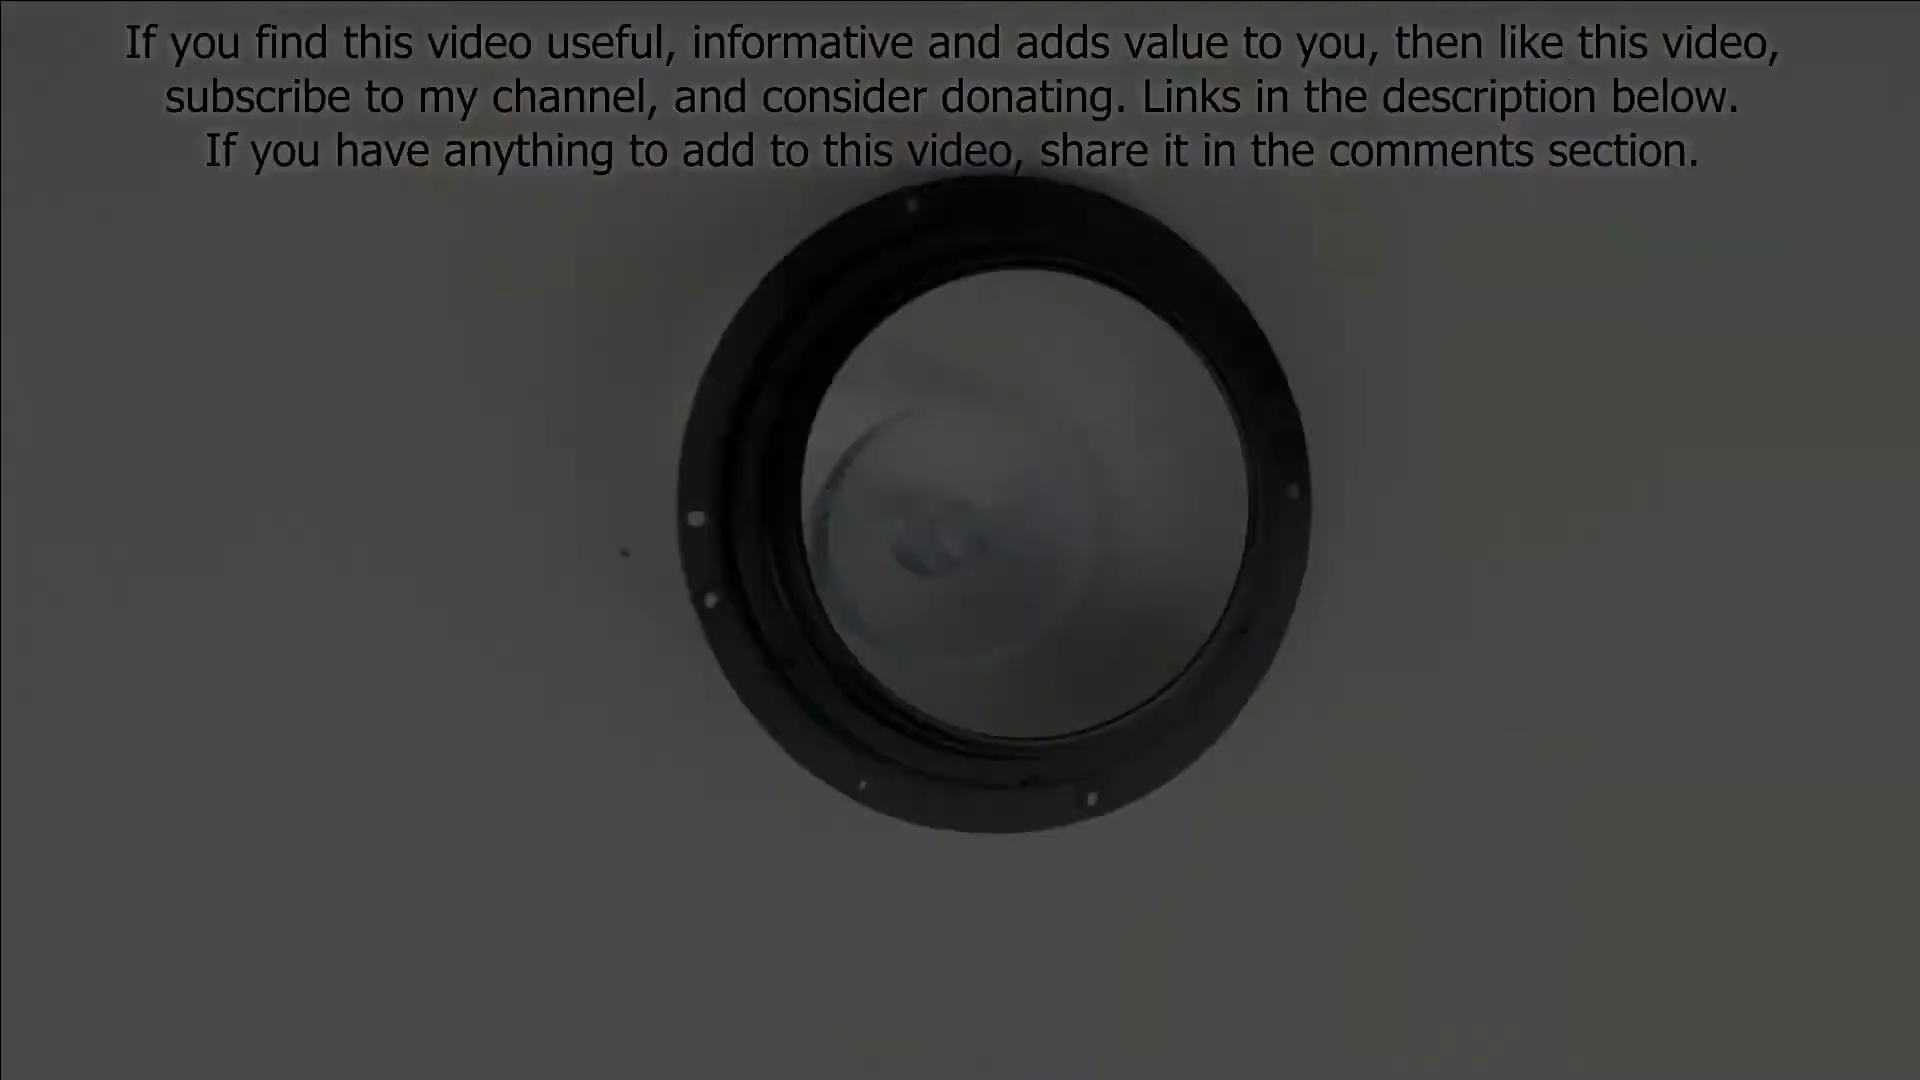 If you find this video useful, informative and adds value to you, then like this video,
subscribe to my channel, and consider donating. Links in the description below.
If you have anything to add to this video, share it in the comments section.